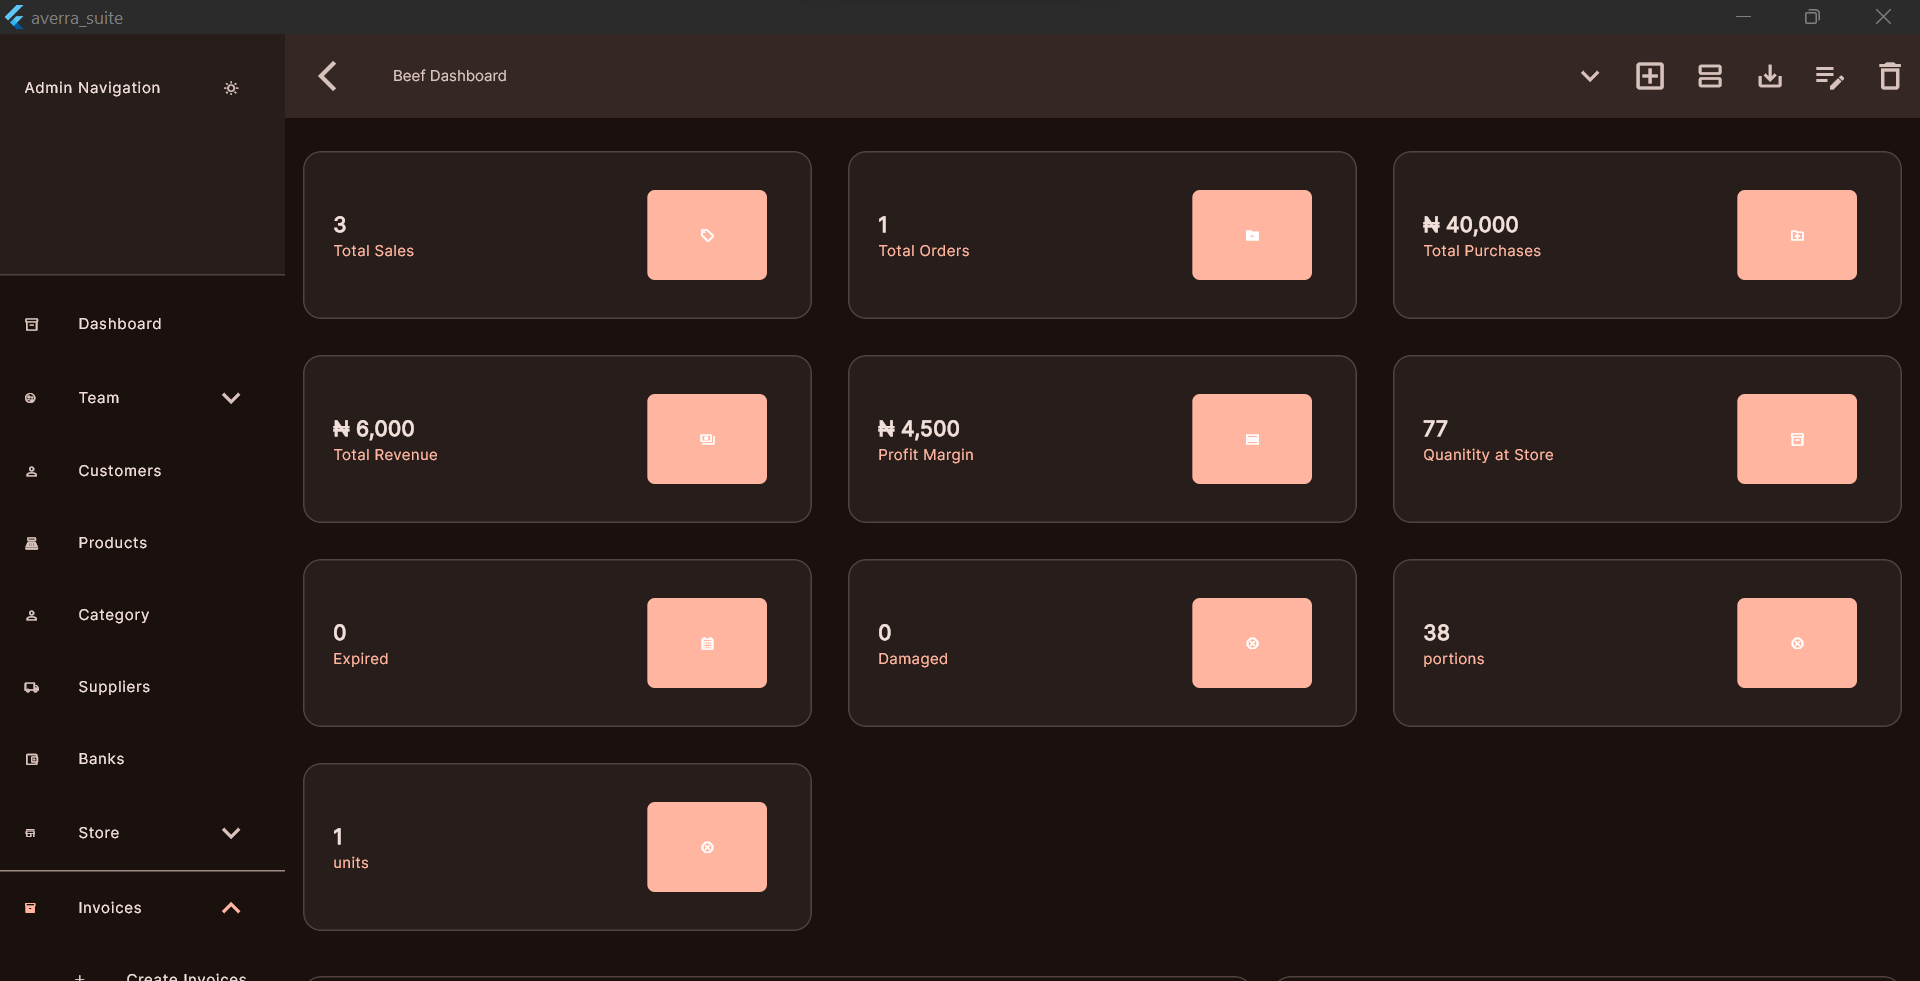 averra_suite
Admin Navigation
Beef Dashboard
3
Total Sales
1
Total Orders
₦ 40,000
Total Purchases
Dashboard
Team
Customers
Products
Category
Suppliers
Banks
Store
Invoices
Create Invoices
₦ 6,000
Total Revenue
₦ 4,500
Profit Margin
77
Quanitity at Store
0
Expired
0
Damaged
38
portions
1
units